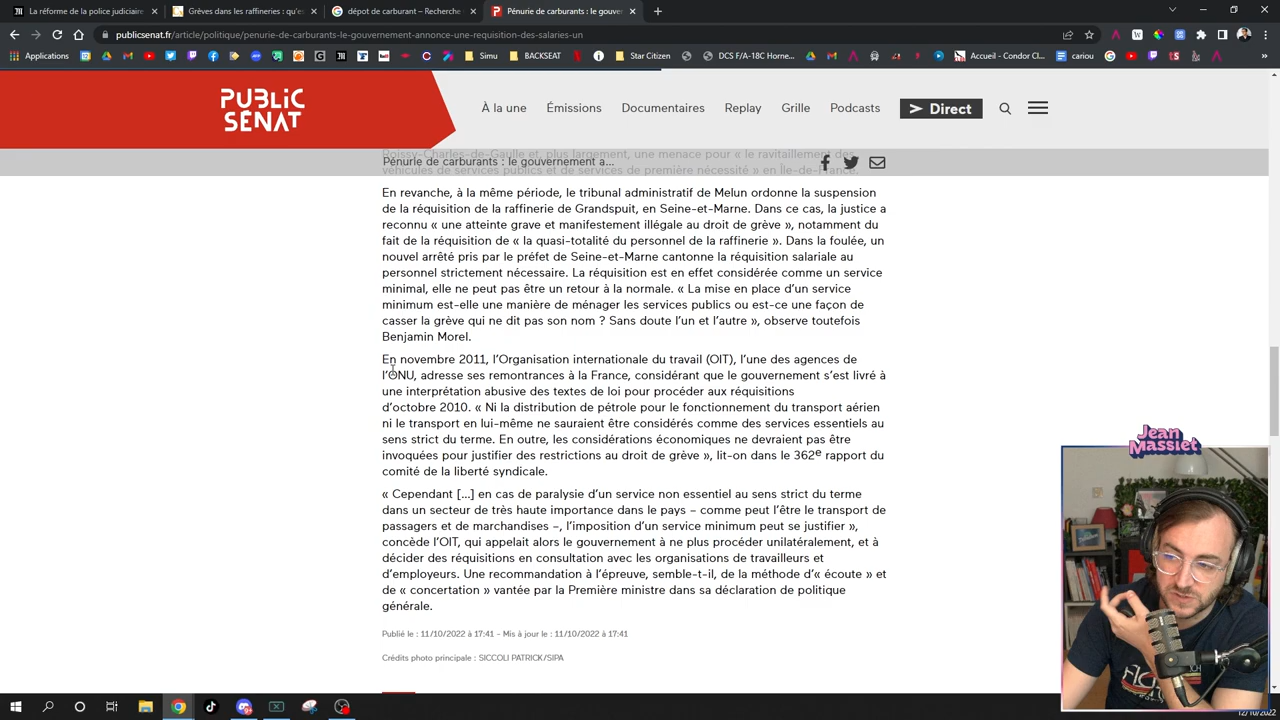 La réforme de la police judiciaire
Grèves dans les raffineries : qu'es
dépot de carburant - Recherche
Pénurie de carburants : le gouver
publicsenat.fr/article/politique/penurie-de-carburants-le-gouvernement-annonce-une-requisition-des-salaries-un
Applications
Simu
BACKSEAT
Star Citizen
DCS F/A-18C Horne...
Accueil - Condor Cl...
cariou
PUBLIC
SÉNAT
À la une
Émissions
Documentaires
Replay
Grille
Podcasts
Direct
Roissy-Charles-de-Gaulle et, plus largement, une menace pour « le ravitaillement des
Pénurie de carburants : le gouvernement a...
véhicules de services publics et de services de première nécessité » en Île-de-France.
En revanche, à la même période, le tribunal administratif de Melun ordonne la suspension
de la réquisition de la raffinerie de Grandspuit, en Seine-et-Marne. Dans ce cas, la justice a
reconnu « une atteinte grave et manifestement illégale au droit de grève », notamment du
fait de la réquisition de « la quasi-totalité du personnel de la raffinerie ». Dans la foulée, un
nouvel arrêté pris par le préfet de Seine-et-Marne cantonne la réquisition salariale au
personnel strictement nécessaire. La réquisition est en effet considérée comme un service
minimal, elle ne peut pas être un retour à la normale. « La mise en place d’un service
minimum est-elle une manière de ménager les services publics ou est-ce une façon de
casser la grève qui ne dit pas son nom ? Sans doute l’un et l’autre », observe toutefois
Benjamin Morel.
En novembre 2011, l’Organisation internationale du travail (OIT), l’une des agences de
l’ONU, adresse ses remontrances à la France, considérant que le gouvernement s’est livré à
une interprétation abusive des textes de loi pour procéder aux réquisitions
d’octobre 2010. « Ni la distribution de pétrole pour le fonctionnement du transport aérien
ni le transport en lui-même ne sauraient être considérés comme des services essentiels au
sens strict du terme. En outre, les considérations économiques ne devraient pas être
invoquées pour justifier des restrictions au droit de grève », lit-on dans le 362e rapport du
comité de la liberté syndicale.
« Cependant [...] en cas de paralysie d’un service non essentiel au sens strict du terme
dans un secteur de très haute importance dans le pays – comme peut l’être le transport de
passagers et de marchandises –, l’imposition d’un service minimum peut se justifier »,
concède l’OIT, qui appelait alors le gouvernement à ne plus procéder unilatéralement, et à
décider des réquisitions en consultation avec les organisations de travailleurs et
d’employeurs. Une recommandation à l’épreuve, semble-t-il, de la méthode d’« écoute » et
de « concertation » vantée par la Première ministre dans sa déclaration de politique
générale.
Publié le : 11/10/2022 à 17:41 - Mis à jour le : 11/10/2022 à 17:41
Crédits photo principale : SICCOLI PATRICK/SIPA
Jean
Massiet
12/10/2022